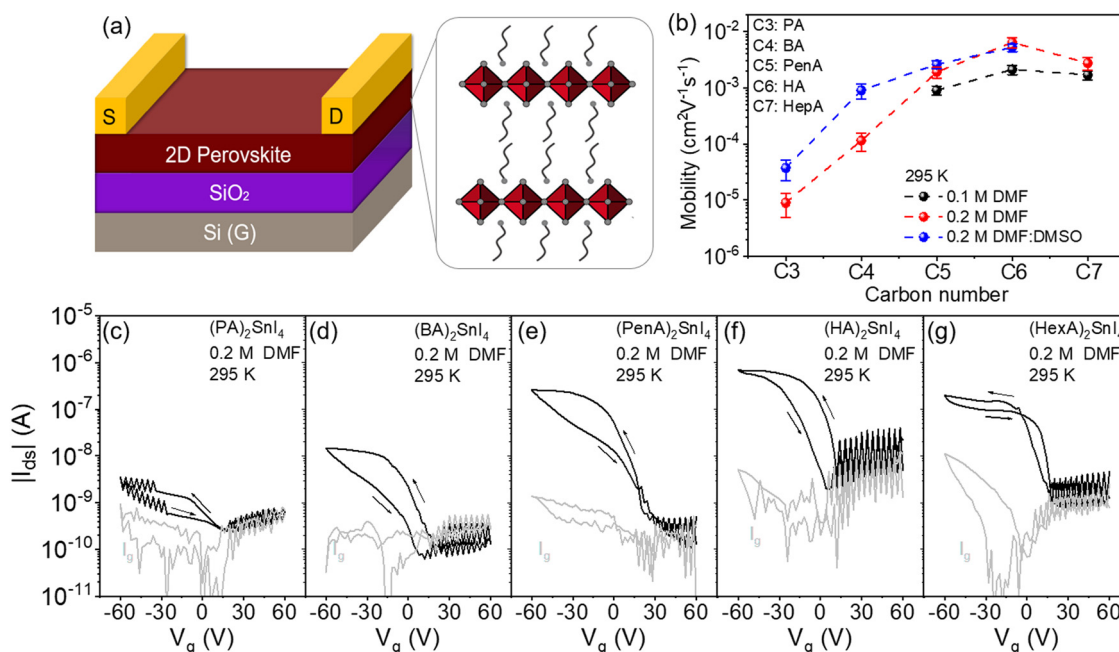 (a)
S
D
2D Perovskite
SiO₂
Si (G)
(b)
C3: PA
C4: BA
C5: PenA
C6: HA
C7: HepA
295 K
0.1 M DMF
0.2 M DMF
0.2 M DMF:DMSO
Mobility (cm²V⁻¹s⁻¹)
10⁻²
10⁻³
10⁻⁴
10⁻⁵
10⁻⁶
C3 C4 C5 C6 C7
Carbon number
|I_ds| (A)
10⁻⁵
10⁻⁶
10⁻⁷
10⁻⁸
10⁻⁹
10⁻¹⁰
10⁻¹¹
(c)
(PA)₂SnI₄
0.2 M DMF
295 K
I_g
-60 -30 0 30 60
V_g (V)
(d)
(BA)₂SnI₄
0.2 M DMF
295 K
I_g
-60 -30 0 30 60
V_g (V)
(e)
(PenA)₂SnI₄
0.2 M DMF
295 K
I_g
-60 -30 0 30 60
V_g (V)
(f)
(HA)₂SnI₄
0.2 M DMF
295 K
I_g
-60 -30 0 30 60
V_g (V)
(g)
(HexA)₂SnI₄
0.2 M DMF
295 K
I_g
-60 -30 0 30 60
V_g (V)